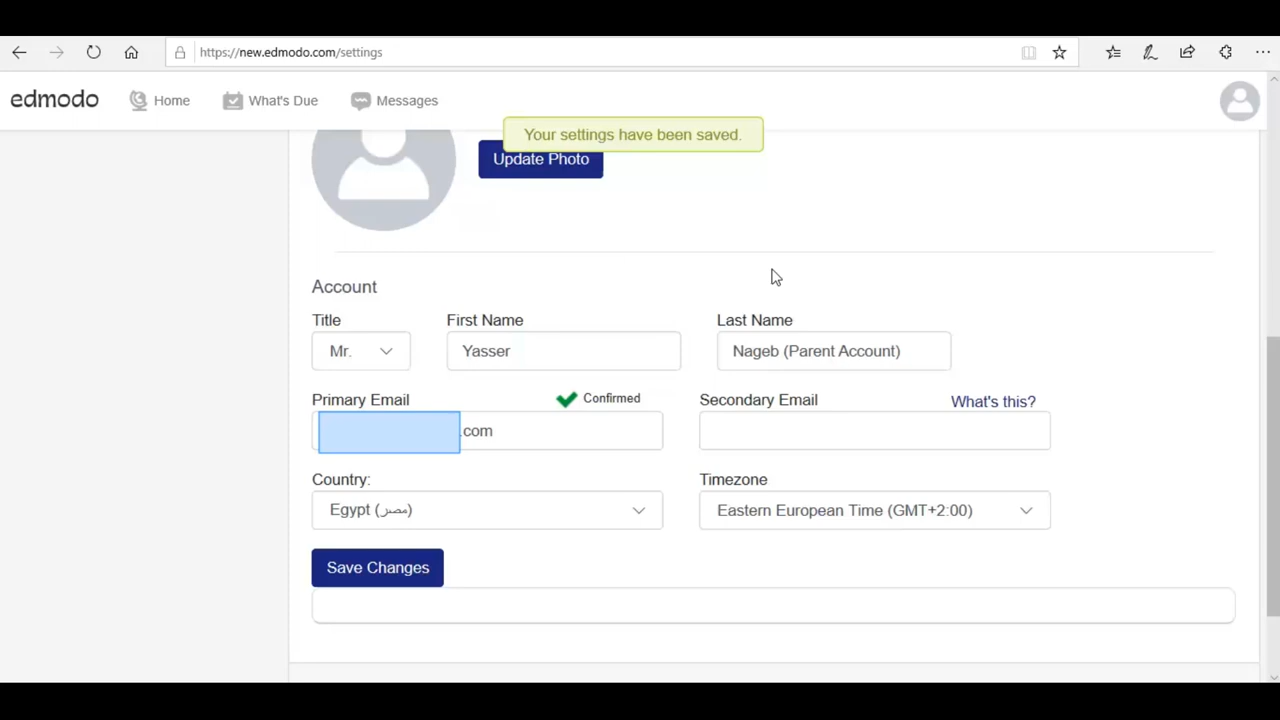 https://new.edmodo.com/settings
edmodo
Home
What's Due
Messages
Your settings have been saved.
Update Photo
Account
Title
First Name
Last Name
Mr.
Yasser
Nageb (Parent Account)
Primary Email
Confirmed
Secondary Email
What's this?
.com
Country:
Timezone
Egypt (مصر)
Eastern European Time (GMT+2:00)
Save Changes